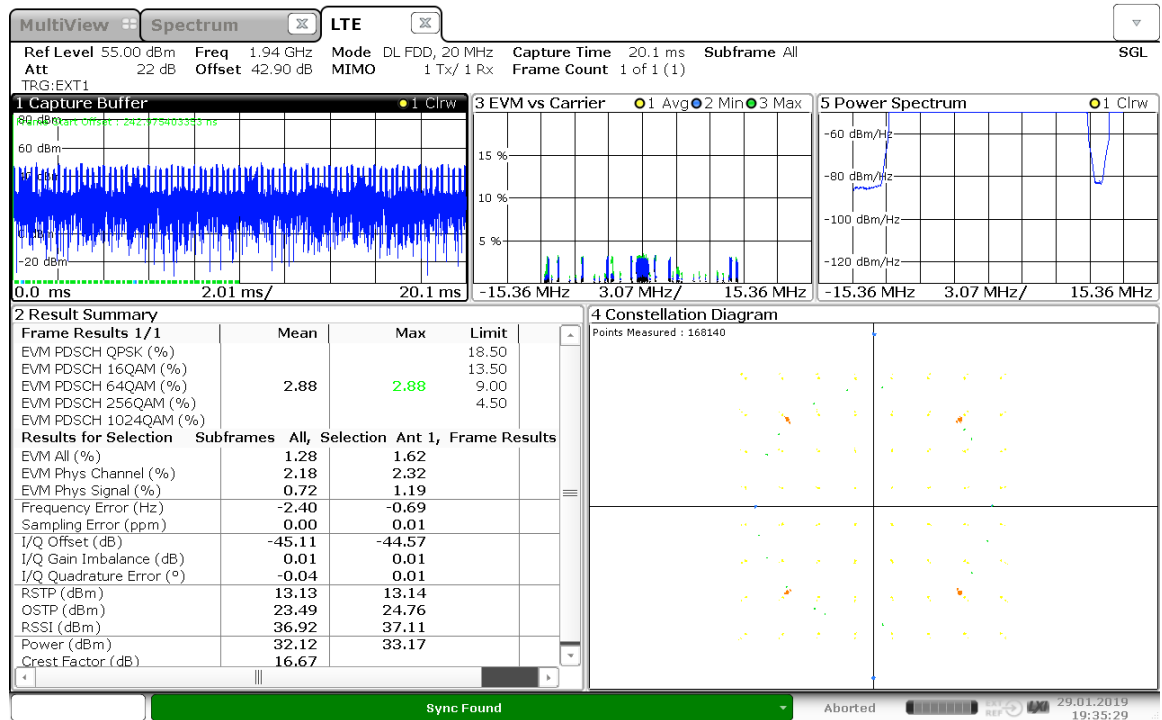 MultiView Spectrum LTE
Ref Level 55.00 dBm Freq 1.94 GHz Mode DL FDD, 20 MHz Capture Time 20.1 ms Subframe All SGL
Att 22 dB Offset 42.90 dB MIMO 1 Tx/ 1 Rx Frame Count 1 of 1 (1)
TRG:EXT1
1 Capture Buffer 1 Clrw
Frame Start Offset : 242.975403353 ns
80 dBm
60 dBm
0 dBm
-20 dBm
0.0 ms 2.01 ms/ 20.1 ms
3 EVM vs Carrier 1 Avg 2 Min 3 Max
15 %
10 %
5 %
-15.36 MHz 3.07 MHz/ 15.36 MHz
5 Power Spectrum 1 Clrw
-60 dBm/Hz
-80 dBm/Hz
-100 dBm/Hz
-120 dBm/Hz
-15.36 MHz 3.07 MHz/ 15.36 MHz
2 Result Summary
Frame Results 1/1 Mean Max Limit
EVM PDSCH QPSK (%) 18.50
EVM PDSCH 16QAM (%) 13.50
EVM PDSCH 64QAM (%) 2.88 2.88 9.00
EVM PDSCH 256QAM (%) 4.50
EVM PDSCH 1024QAM (%)
Results for Selection Subframes All, Selection Ant 1, Frame Results
EVM All (%) 1.28 1.62
EVM Phys Channel (%) 2.18 2.32
EVM Phys Signal (%) 0.72 1.19
Frequency Error (Hz) -2.40 -0.69
Sampling Error (ppm) 0.00 0.01
I/Q Offset (dB) -45.11 -44.57
I/Q Gain Imbalance (dB) 0.01 0.01
I/Q Quadrature Error (°) -0.04 0.01
RSTP (dBm) 13.13 13.14
OSTP (dBm) 23.49 24.76
RSSI (dBm) 36.92 37.11
Power (dBm) 32.12 33.17
Crest Factor (dB) 16.67
4 Constellation Diagram
Points Measured : 168140
Sync Found
Aborted
EXT
REF
LXI
29.01.2019
19:35:29